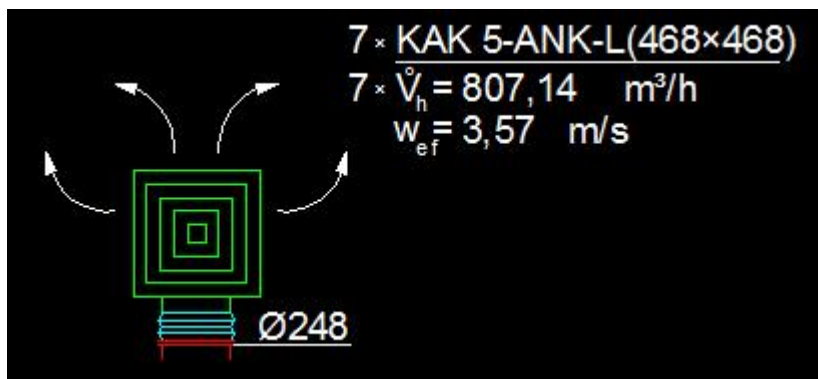 7 × KAK 5-ANK-L(468×468)
7 × V̊h = 807,14 m³/h
wef = 3,57 m/s
Ø248